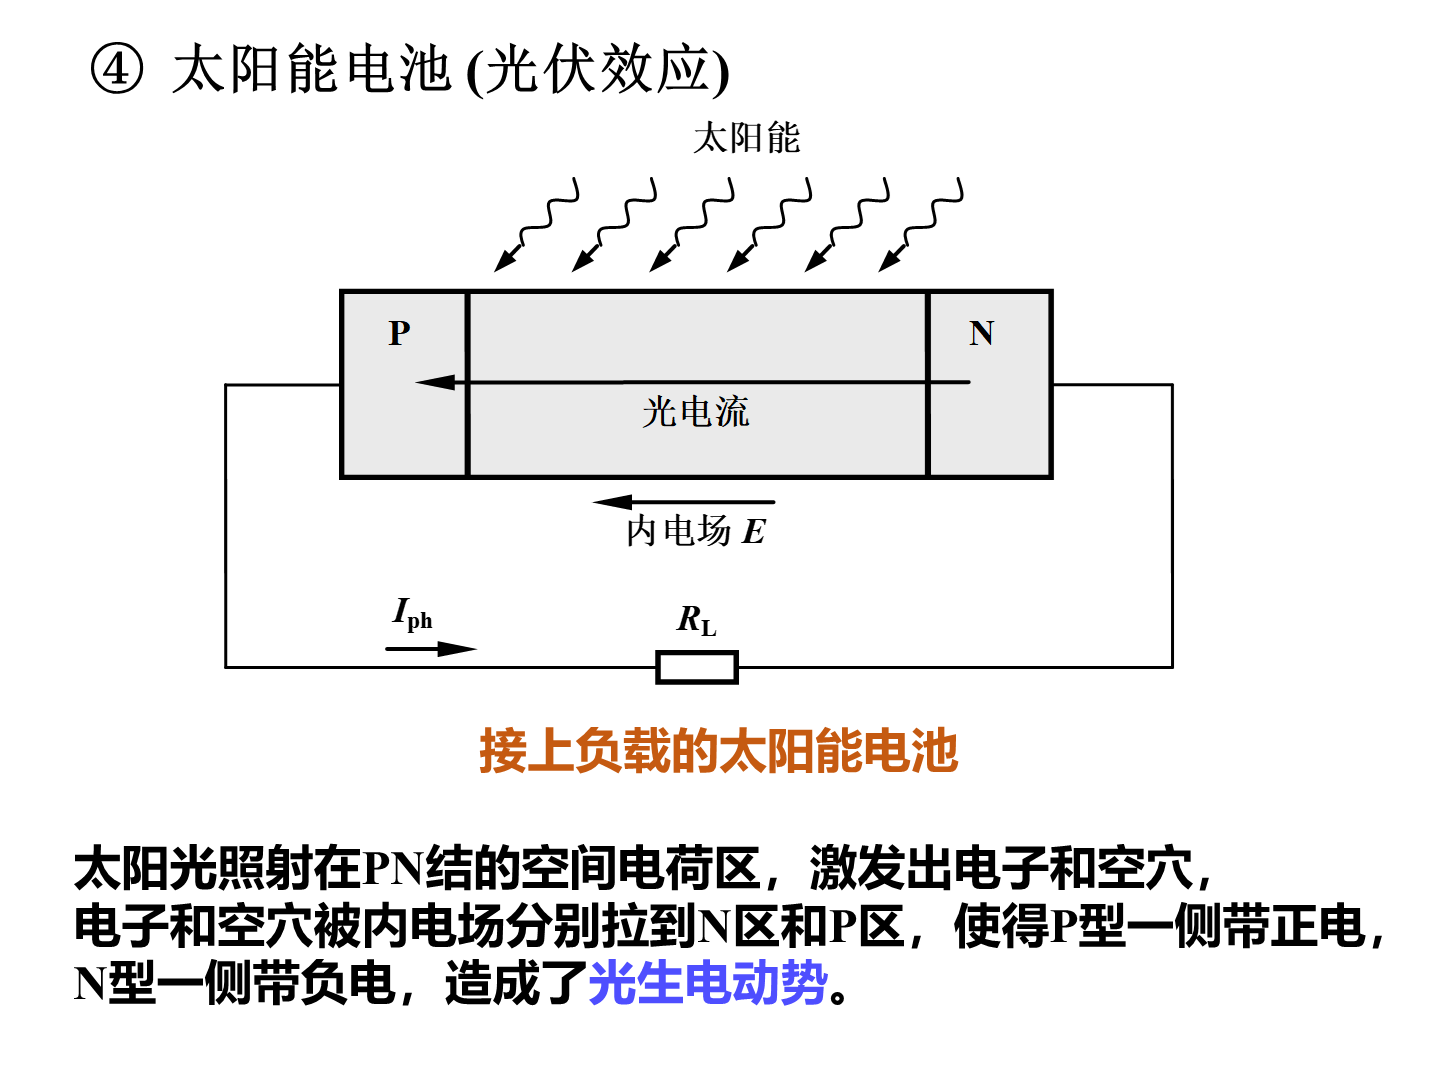 ④ 太阳能电池 (光伏效应)
太阳能
P
N
光电流
内电场 E
Iph
RL
接上负载的太阳能电池
太阳光照射在PN结的空间电荷区，激发出电子和空穴，
电子和空穴被内电场分别拉到N区和P区，使得P型一侧带正电，
N型一侧带负电，造成了光生电动势。